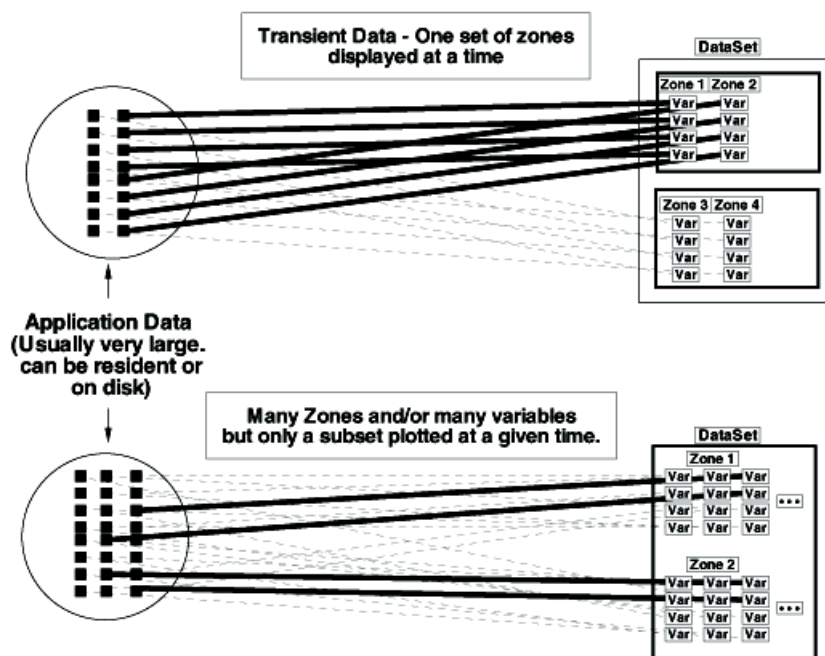 Transient Data - One set of zones
displayed at a time
DataSet
Zone 1 Zone 2
Var Var
Var Var
Var Var
Var Var
Zone 3 Zone 4
Var Var
Var Var
Var Var
Var Var
Application Data
(Usually very large.
can be resident or
on disk)
Many Zones and/or many variables
but only a subset plotted at a given time.
DataSet
Zone 1
Var Var Var
Var Var Var
Var Var Var
Var Var Var
...
Zone 2
Var Var Var
Var Var Var
Var Var Var
Var Var Var
...